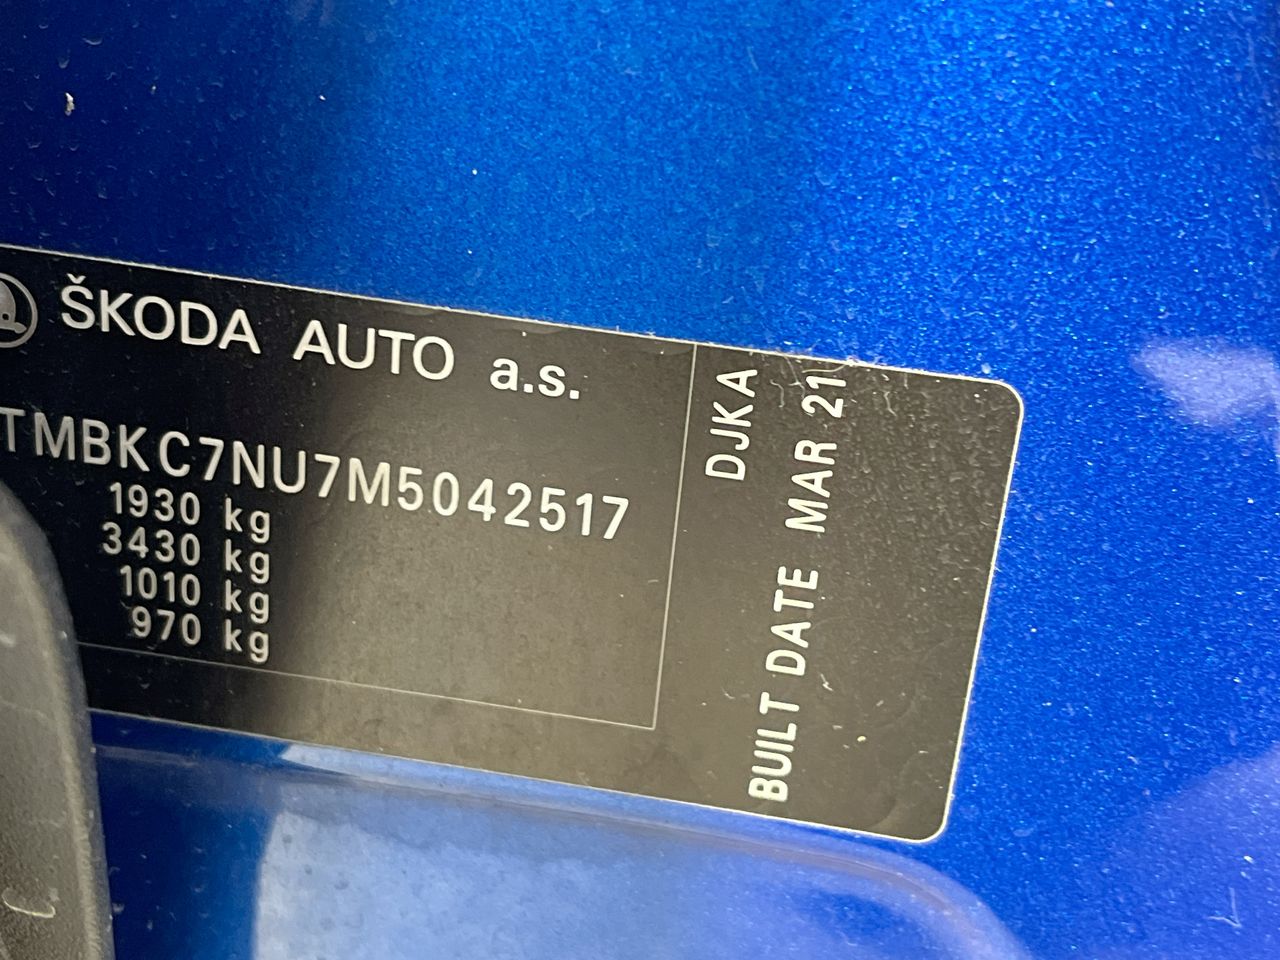 ŠKODA AUTO a.s.
TMBKC7NU7M5042517
1930 kg
3430 kg
1010 kg
970 kg
DJKA
BUILT DATE MAR 21